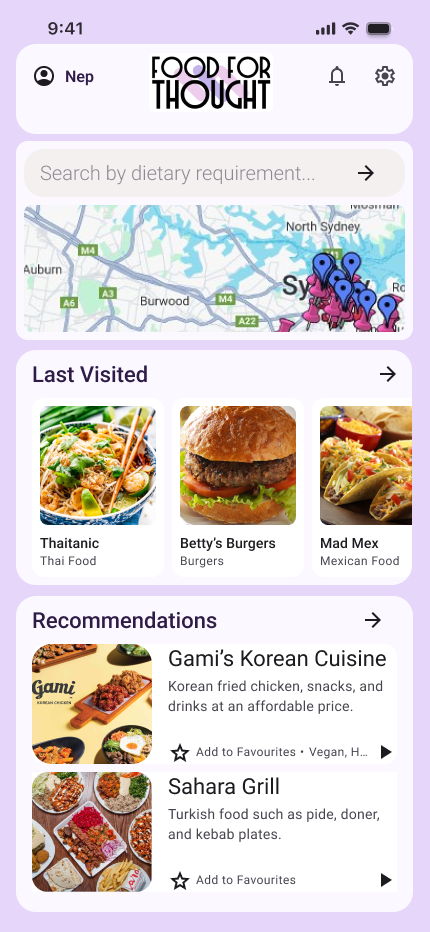 9:41
Nep
FOOD FOR
THOUGHT
Search by dietary requirement...
Mosman
North Sydney
M4
M1
Auburn
A6
A3
Burwood
M4
A22
Last Visited
Thaitanic
Thai Food
Betty’s Burgers
Burgers
Mad Mex
Mexican Food
Recommendations
Gami
KOREAN CHICKEN
Gami’s Korean Cuisine
Korean fried chicken, snacks, and
drinks at an affordable price.
Add to Favourites • Vegan, H...
Sahara Grill
Turkish food such as pide, doner,
and kebab plates.
Add to Favourites